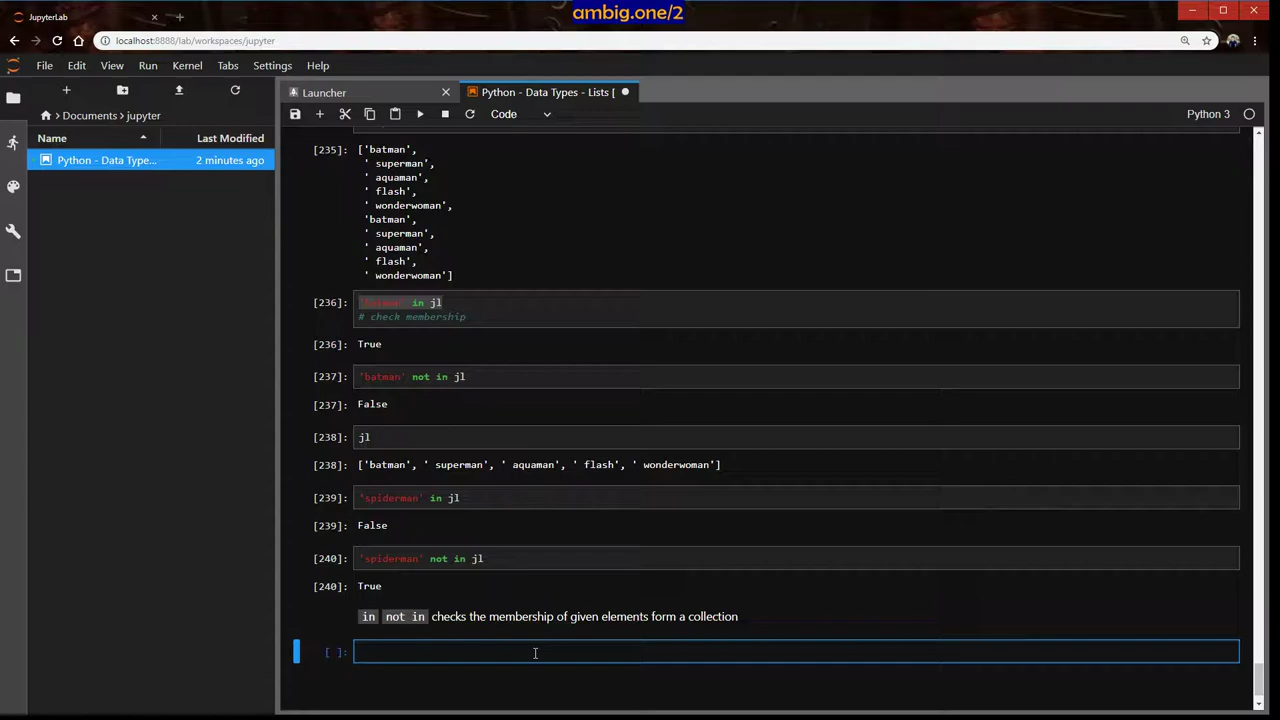 ambig.one/2
JupyterLab
localhost:8888/lab/workspaces/jupyter
File Edit View Run Kernel Tabs Settings Help
Launcher
Python - Data Types - Lists [
Code
Python 3
Documents jupyter
Name Last Modified
Python - Data Type... 2 minutes ago
[235]: ['batman',
' superman',
' aquaman',
' flash',
' wonderwoman',
'batman',
' superman',
' aquaman',
' flash',
' wonderwoman']
[236]: 'batman' in jl
# check membership
[236]: True
[237]: 'batman' not in jl
[237]: False
[238]: jl
[238]: ['batman', ' superman', ' aquaman', ' flash', ' wonderwoman']
[239]: 'spiderman' in jl
[239]: False
[240]: 'spiderman' not in jl
[240]: True
in not in checks the membership of given elements form a collection
[ ]: